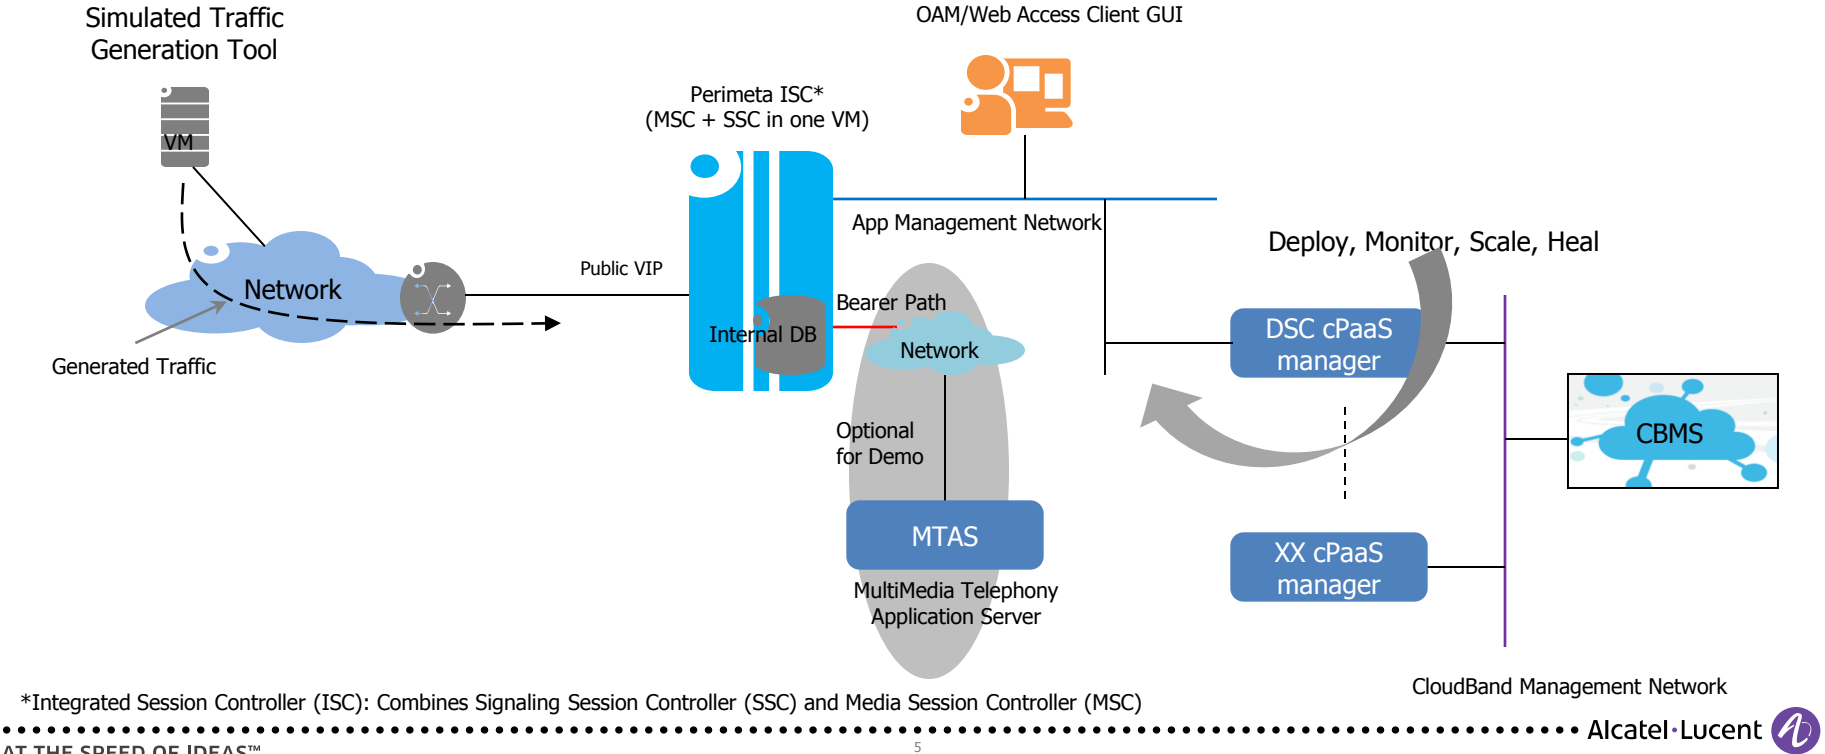 Simulated Traffic
Generation Tool
VM
Network
Generated Traffic
Public VIP
Perimeta ISC*
(MSC + SSC in one VM)
Internal DB
OAM/Web Access Client GUI
App Management Network
Bearer Path
Network
Optional
for Demo
MTAS
MultiMedia Telephony
Application Server
Deploy, Monitor, Scale, Heal
DSC cPaaS
manager
XX cPaaS
manager
CBMS
CloudBand Management Network
*Integrated Session Controller (ISC): Combines Signaling Session Controller (SSC) and Media Session Controller (MSC)
AT THE SPEED OF IDEAS™
5
Alcatel·Lucent